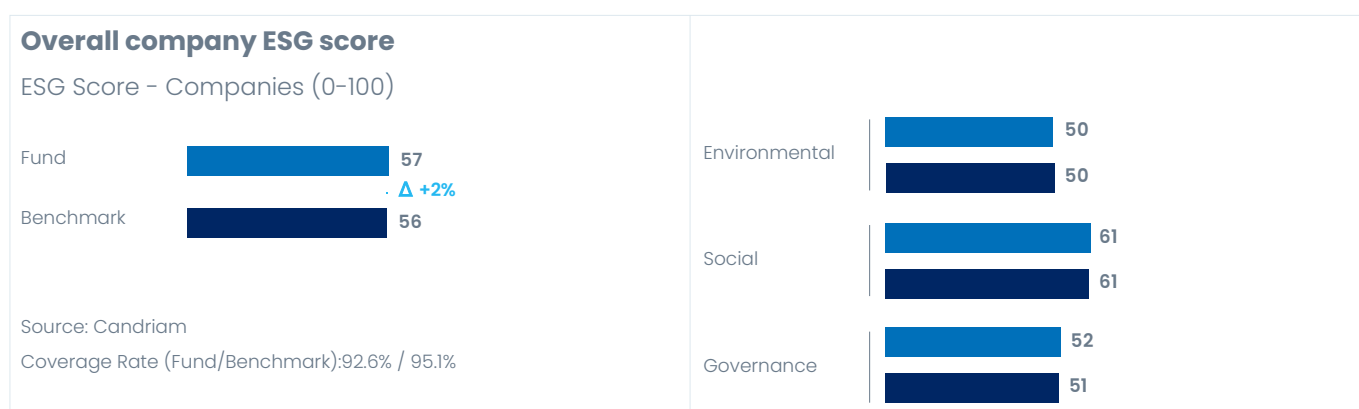 Overall company ESG score
ESG Score - Companies (0-100)
Fund
57
Δ +2%
Benchmark
56
Source: Candriam
Coverage Rate (Fund/Benchmark):92.6% / 95.1%
Environmental
50
50
Social
61
61
Governance
52
51